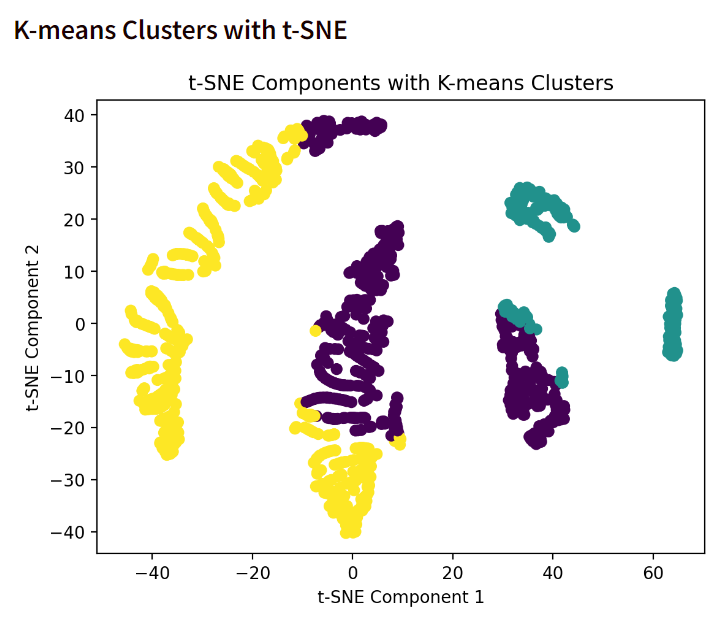 K-means Clusters with t-SNE
t-SNE Components with K-means Clusters
40
30
20
10
0
−10
−20
−30
−40
t-SNE Component 2
−40 −20 0 20 40 60
t-SNE Component 1